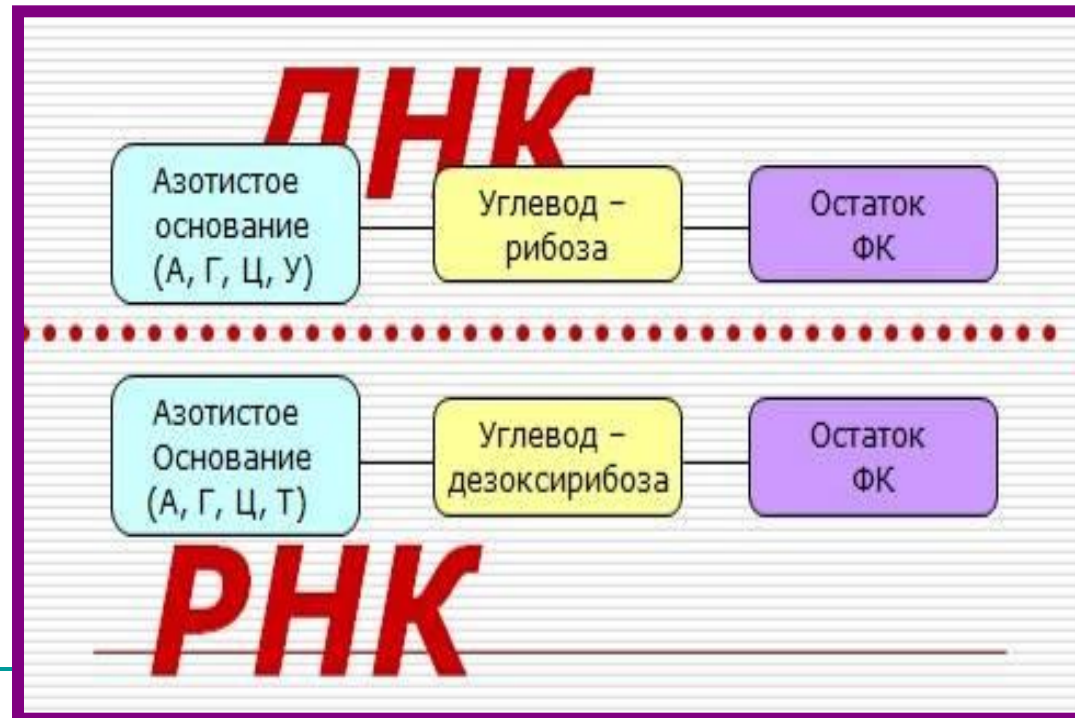 ДНК
Азотистое
основание
(А, Г, Ц, У)
Углевод –
рибоза
Остаток
ФК
Азотистое
Основание
(А, Г, Ц, Т)
Углевод –
дезоксирибоза
Остаток
ФК
РНК